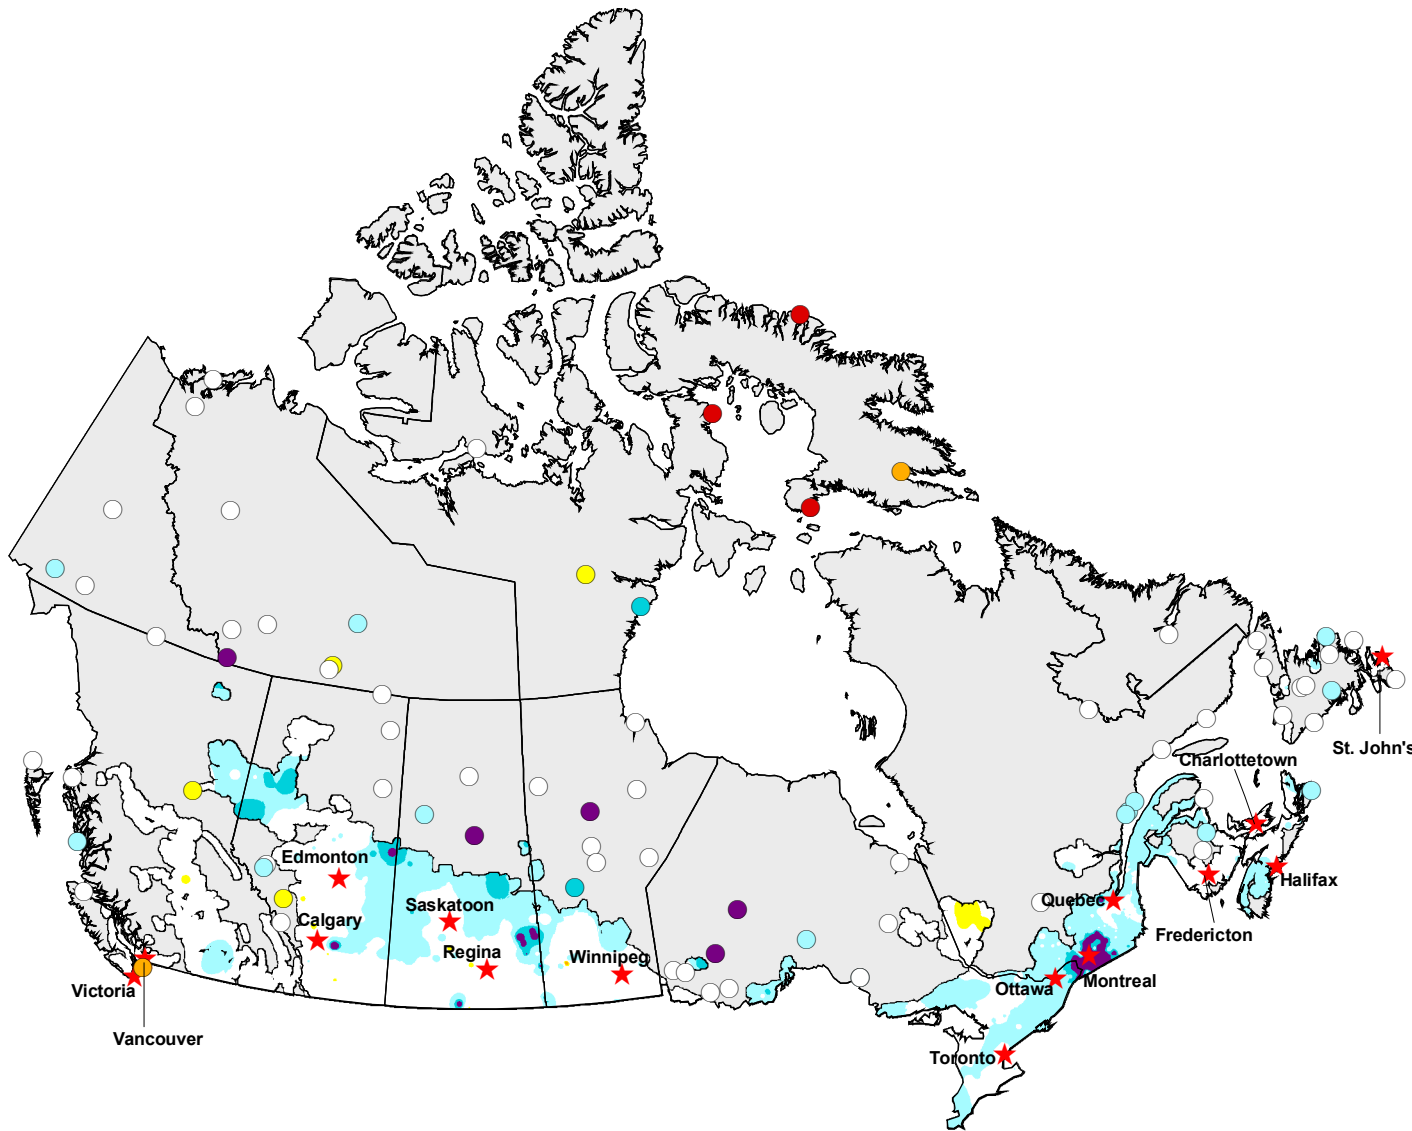 St. John's
Charlottetown
Edmonton
Halifax
Quebec
Saskatoon
Calgary
Fredericton
Regina
Winnipeg
Montreal
Ottawa
Victoria
Vancouver
Toronto